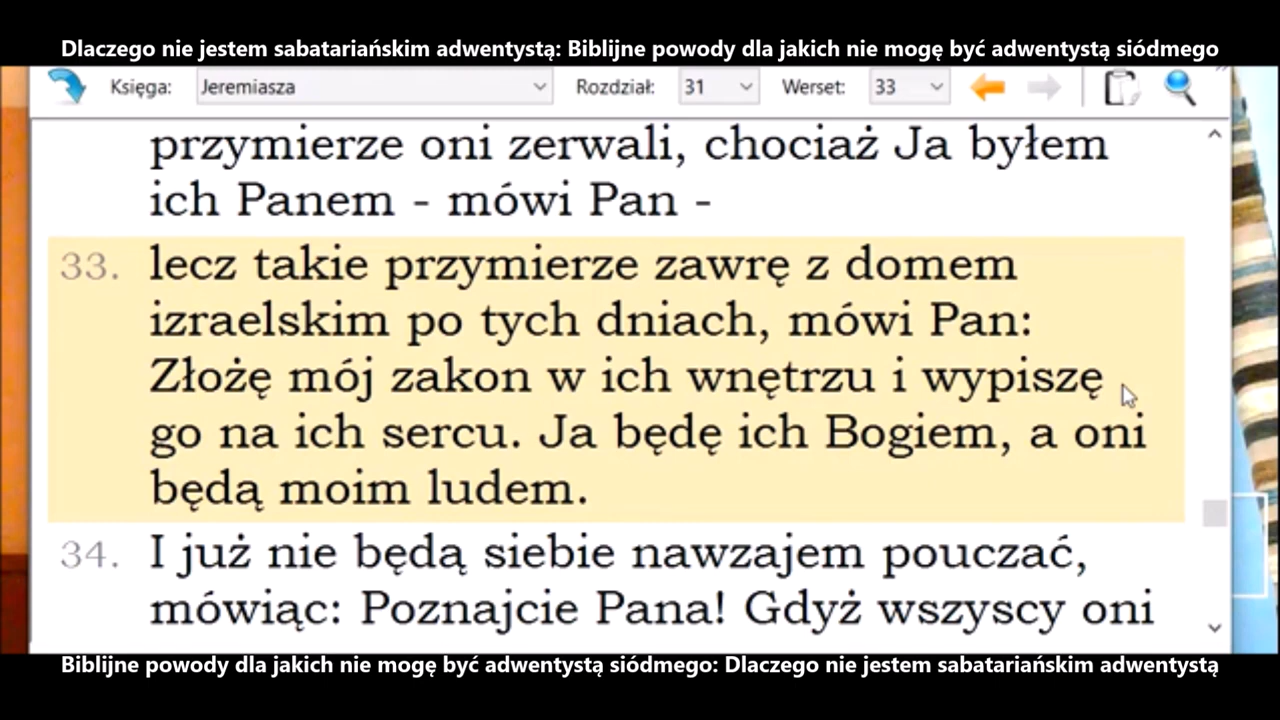 Dlaczego nie jestem sabatariańskim adwentystą: Biblijne powody dla jakich nie mogę być adwentystą siódmego
Księga: Jeremiasza Rozdział: 31 Werset: 33
przymierze oni zerwali, chociaż Ja byłem
ich Panem - mówi Pan -
33. lecz takie przymierze zawrę z domem
izraelskim po tych dniach, mówi Pan:
Złożę mój zakon w ich wnętrzu i wypiszę
go na ich sercu. Ja będę ich Bogiem, a oni
będą moim ludem.
34. I już nie będą siebie nawzajem pouczać,
mówiąc: Poznajcie Pana! Gdyż wszyscy oni
Biblijne powody dla jakich nie mogę być adwentystą siódmego: Dlaczego nie jestem sabatariańskim adwentystą